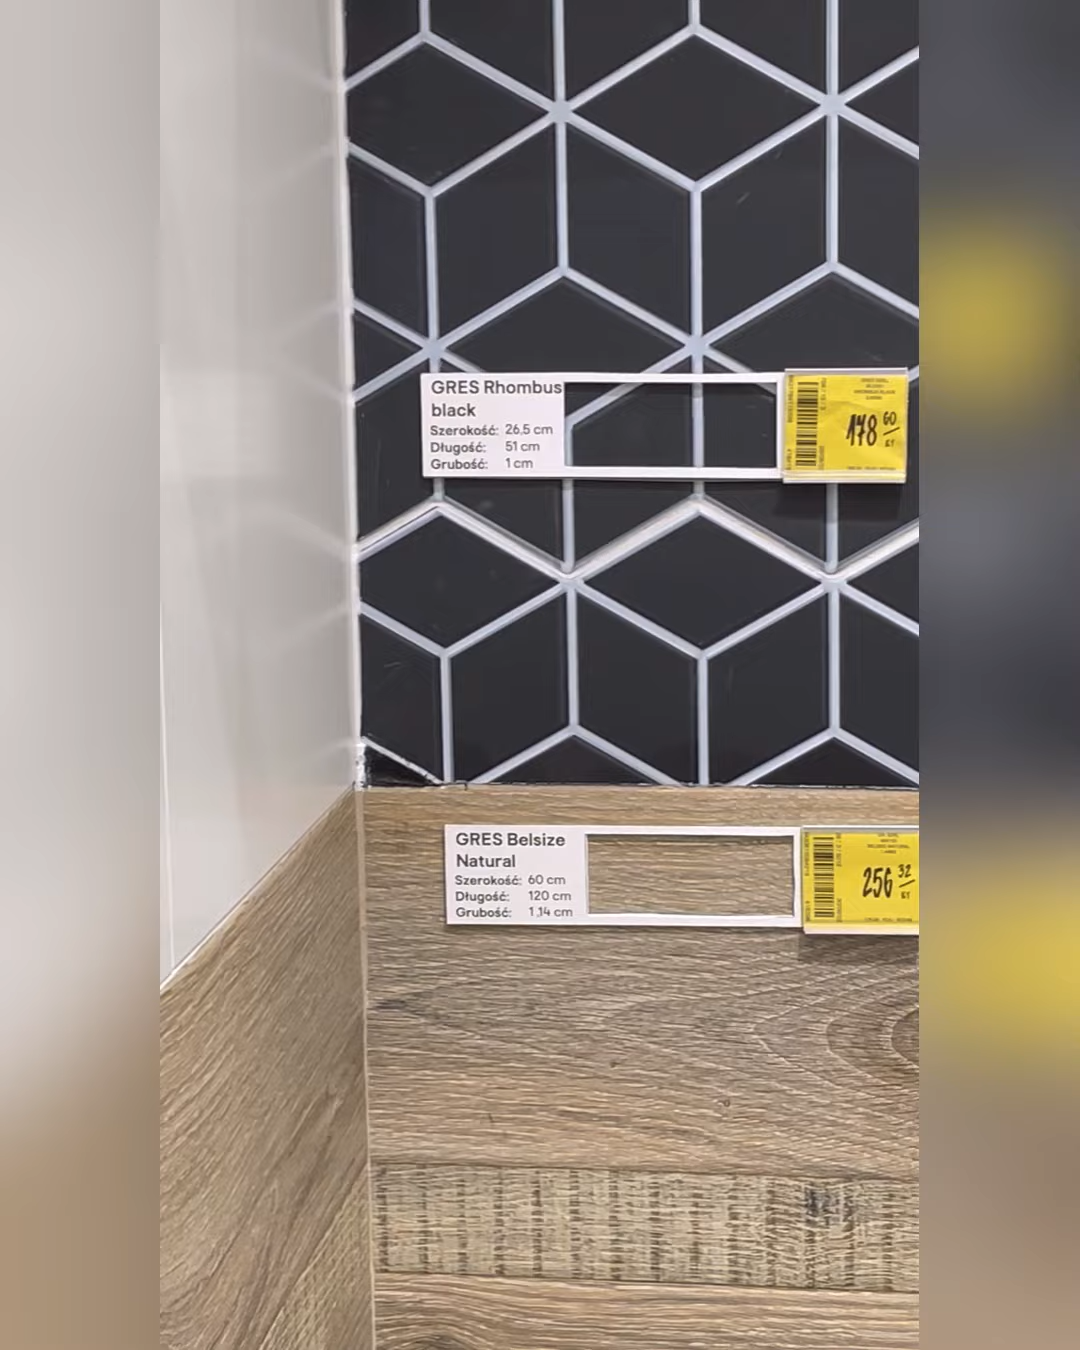 GRES Rhombus
black
Szerokość: 26,5 cm
Długość: 51 cm
Grubość: 1 cm
178 60
GRES Belsize
Natural
Szerokość: 60 cm
Długość: 120 cm
Grubość: 1,14 cm
256 32